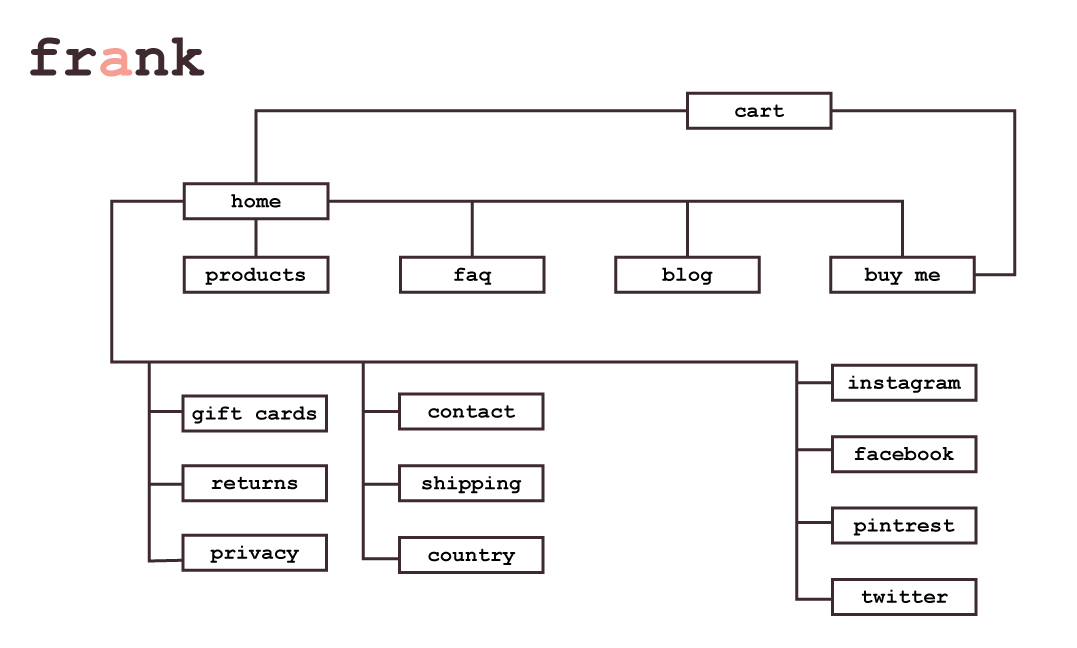 frank
cart
home
products
faq
blog
buy me
gift cards
returns
privacy
contact
shipping
country
instagram
facebook
pintrest
twitter